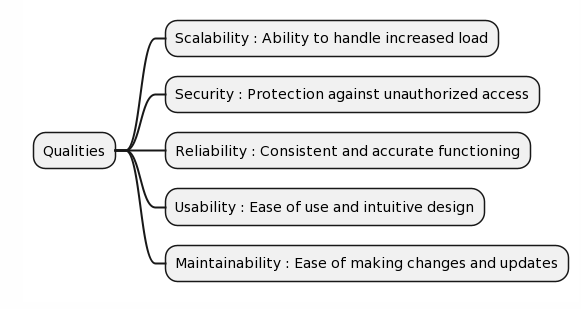 Scalability : Ability to handle increased load
Security : Protection against unauthorized access
Qualities
Reliability : Consistent and accurate functioning
Usability : Ease of use and intuitive design
Maintainability : Ease of making changes and updates